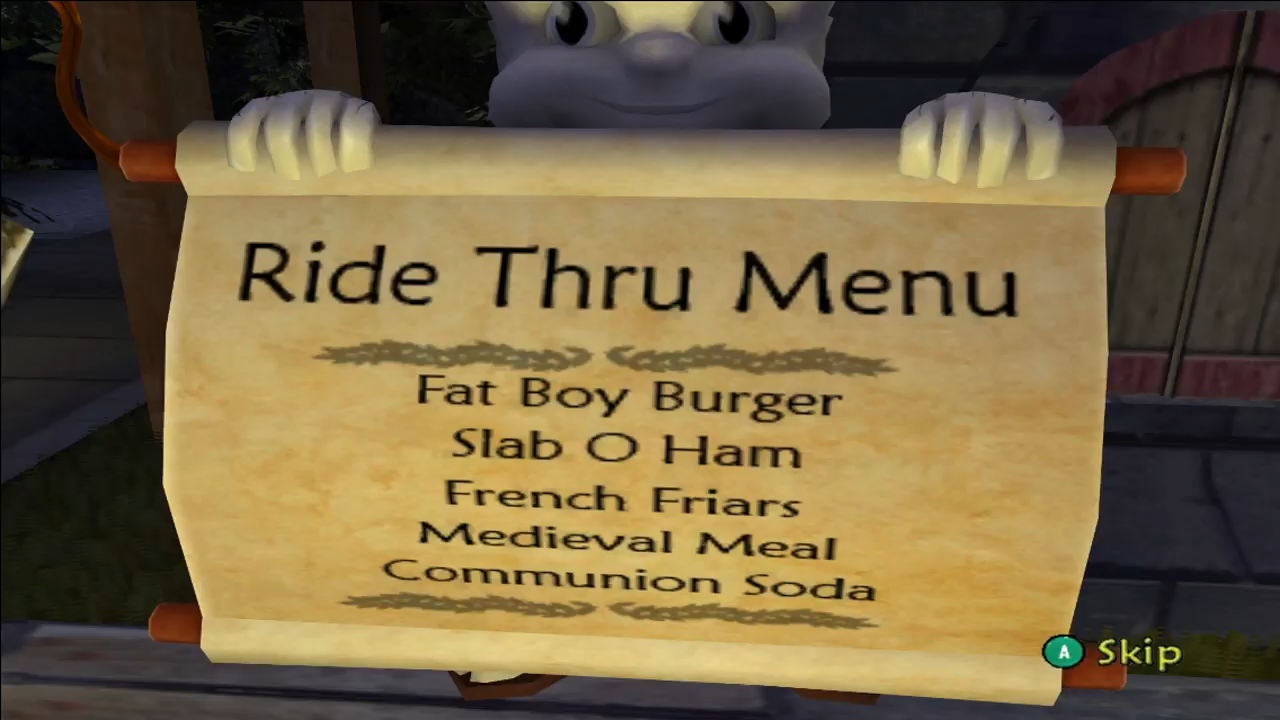 Ride Thru Menu
Fat Boy Burger
Slab O Ham
French Friars
Medieval Meal
Communion Soda
A Skip